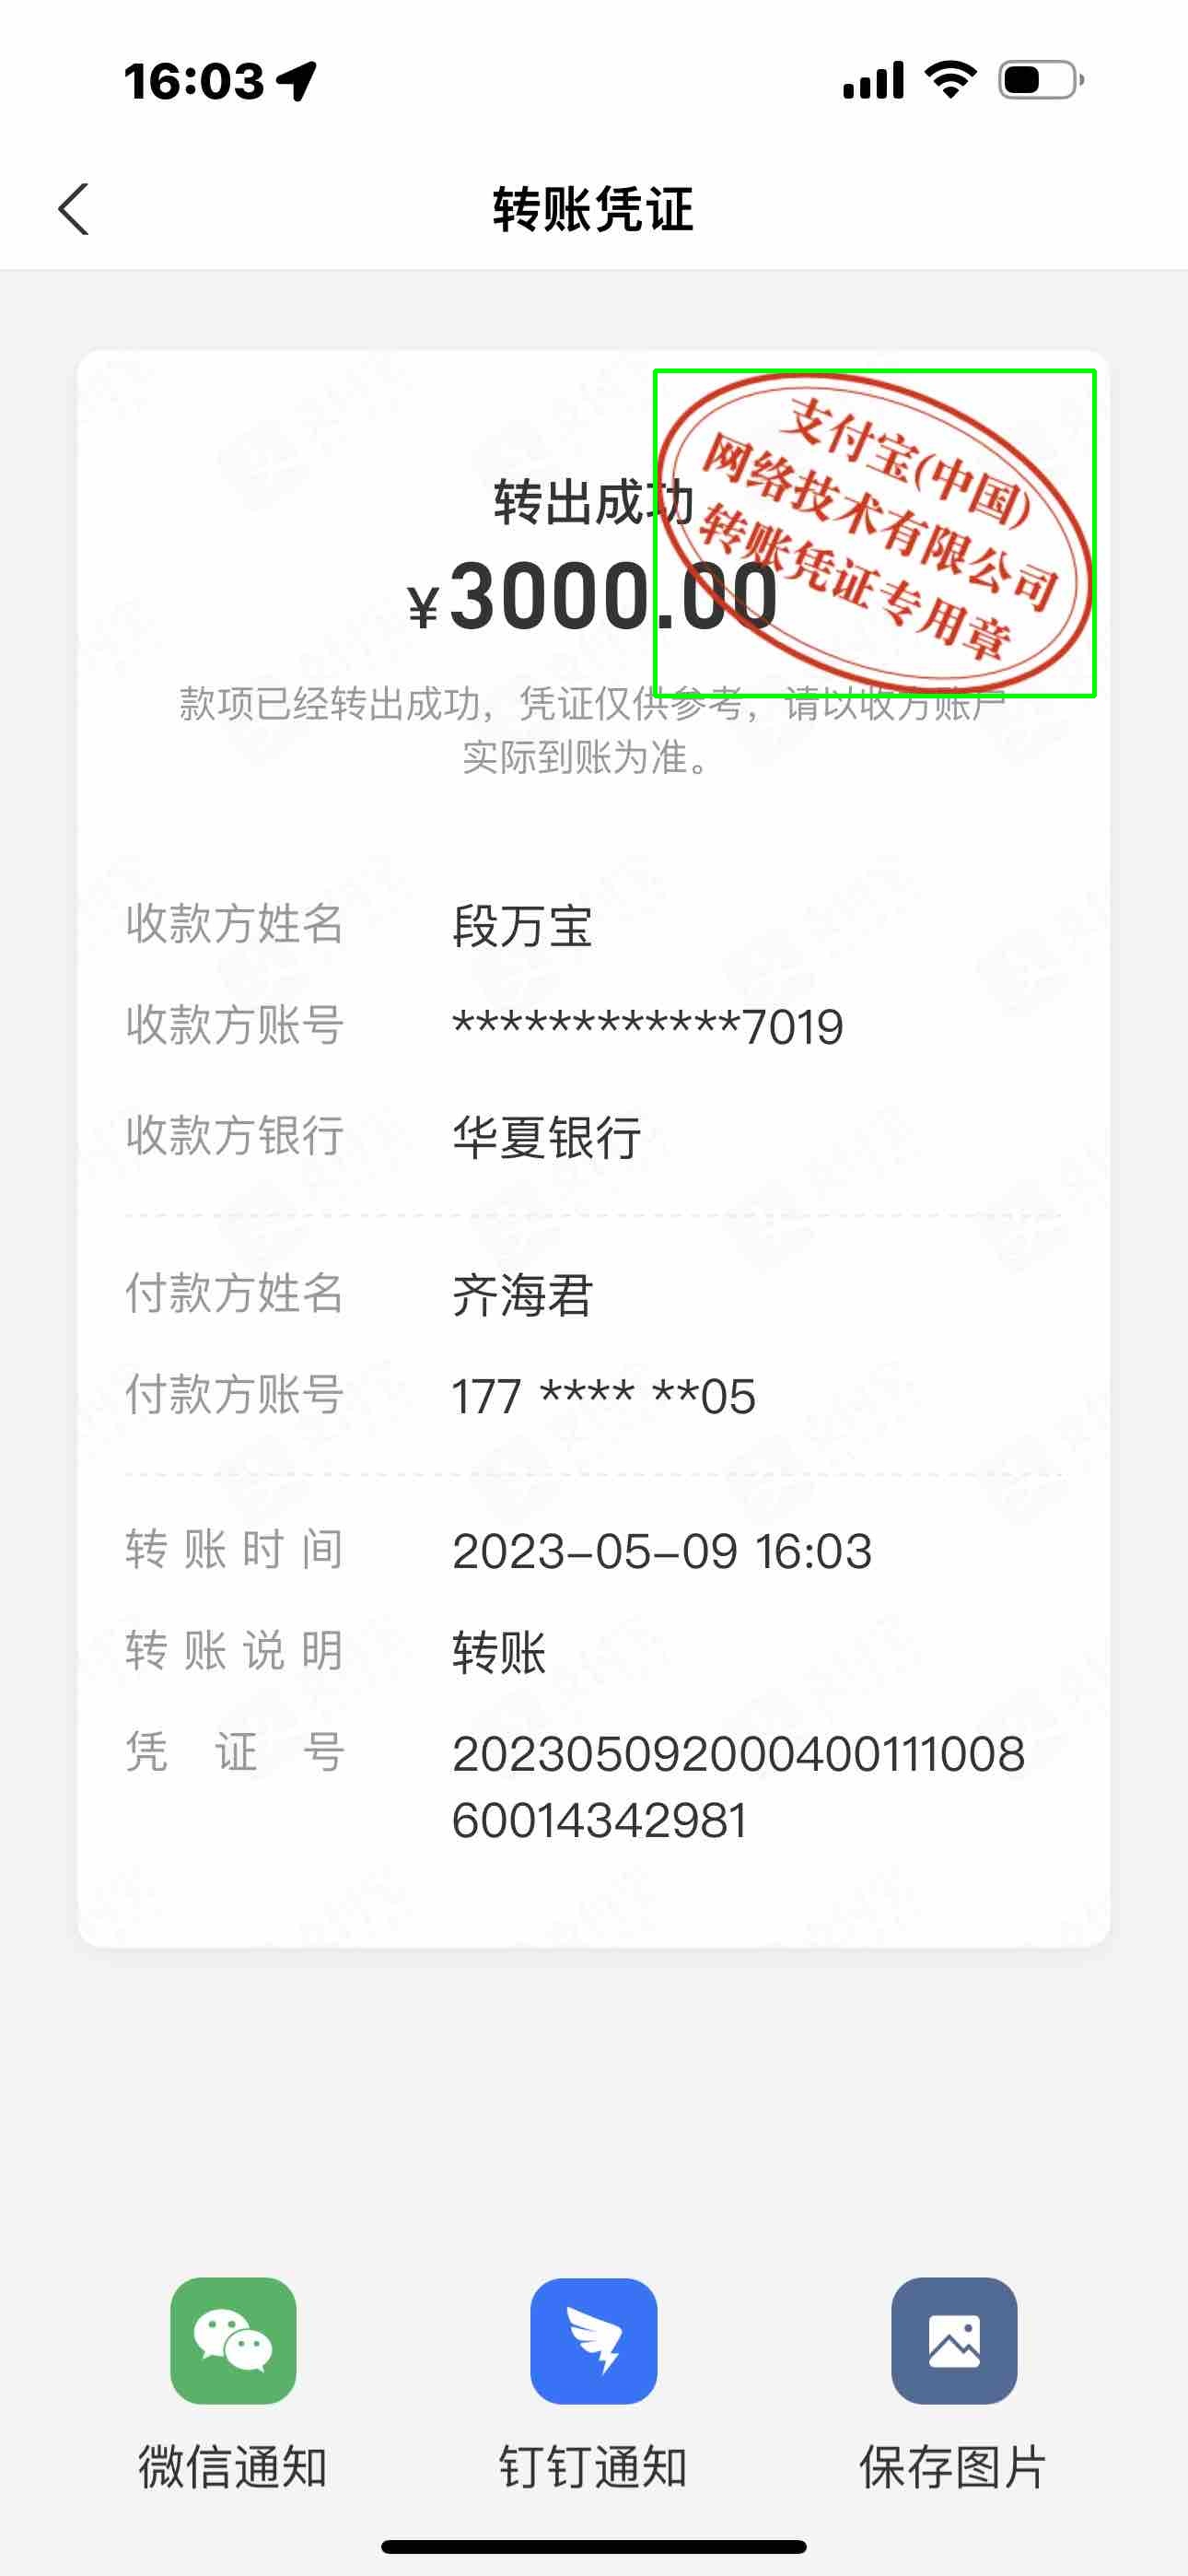 16:03
转账凭证
支付宝(中国)
网络技术有限公司
转账凭证专用章
转出成功
¥3000.00
款项已经转出成功，凭证仅供参考，请以收方账户
实际到账为准。
收款方姓名 段万宝
收款方账号 ************7019
收款方银行 华夏银行
付款方姓名 齐海君
付款方账号 177 **** **05
转账时间 2023-05-09 16:03
转账说明 转账
凭证号 2023050920000400111008
60014342981
微信通知 钉钉通知 保存图片